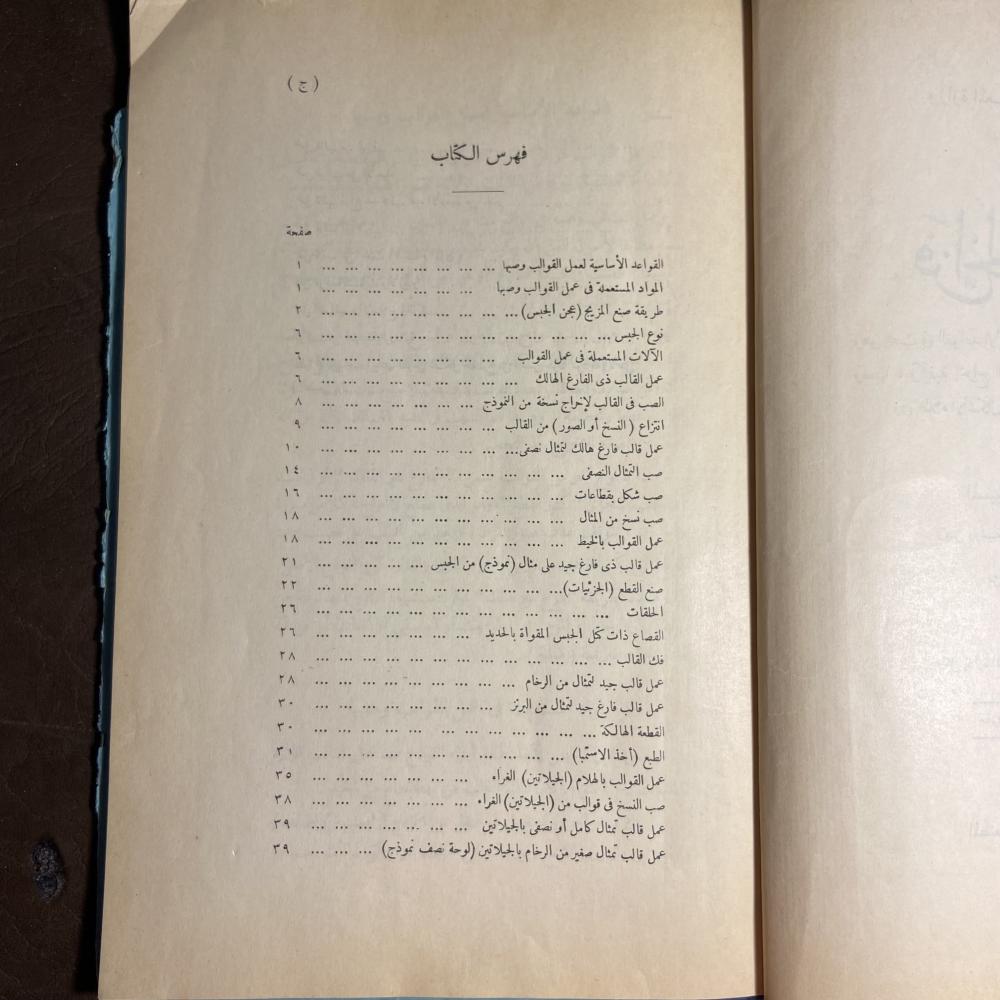 (ج)
فهرس الكتاب
صفحة
القواعد الأساسية لعمل القوالب وصبها ... ... ... ... ... ... ... ... ١
المواد المستعملة فى عمل القوالب وصبها ... ... ... ... ... ... ... ١
طريقة صنع المزيج (عجن الجبس) ... ... ... ... ... ... ... ... ... ٢
نوع الجبس ... ... ... ... ... ... ... ... ... ... ... ... ... ٦
الآلات المستعملة فى عمل القوالب ... ... ... ... ... ... ... ... ٦
عمل القالب ذى الفارغ الهالك ... ... ... ... ... ... ... ... ... ٦
الصب فى القالب لإخراج نسخة من النموذج ... ... ... ... ... ... ... ٨
انتزاع (النسخ أو الصور) من القالب ... ... ... ... ... ... ... ... ٩
عمل قالب فارغ هالك لتمثال نصفى ... ... ... ... ... ... ... ... ... ١٠
صب التمثال النصفى ... ... ... ... ... ... ... ... ... ... ... ١٤
صب شكل بقطاعات ... ... ... ... ... ... ... ... ... ... ... ١٦
صب نسخ من المثال ... ... ... ... ... ... ... ... ... ... ... ١٨
عمل القوالب بالخيط ... ... ... ... ... ... ... ... ... ... ... ١٨
عمل قالب ذى فارغ جيد على مثال (نموذج) من الجبس ... ... ... ... ... ٢١
صنع القطع (الجزئيات) ... ... ... ... ... ... ... ... ... ... ... ٢٢
الحلقات ... ... ... ... ... ... ... ... ... ... ... ... ... ٢٦
القصاع ذات كتل الجبس المقواة بالحديد ... ... ... ... ... ... ... ٢٦
فك القالب ... ... ... ... ... ... ... ... ... ... ... ... ... ٢٨
عمل قالب جيد لتمثال من الرخام ... ... ... ... ... ... ... ... ... ٢٨
عمل قالب فارغ جيد لتمثال من البرنز ... ... ... ... ... ... ... ... ٣٠
القطعة الهالكة ... ... ... ... ... ... ... ... ... ... ... ... ٣٠
الطبع (أخذ الاستمبا) ... ... ... ... ... ... ... ... ... ... ... ٣١
عمل القوالب بالهلام (الجيلاتين) الغراء ... ... ... ... ... ... ... ٣٥
صب النسخ فى قوالب من (الجيلاتين) الغراء ... ... ... ... ... ... ... ٣٨
عمل قالب تمثال كامل أو نصفى بالجيلاتين ... ... ... ... ... ... ... ٣٩
عمل قالب تمثال صغير من الرخام بالجيلاتين (لوحة نصف نموذج) ... ... ... ٣٩